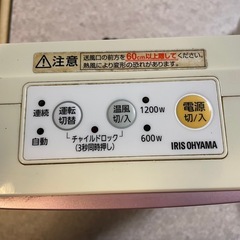 ⚠注意
送風口の前方を60cm以上離してください。
熱風により変形の恐れがあります。
連続
自動
運転
切替
温風
切/入
1200w
600w
電源
切/入
チャイルドロック
(3秒同時押し)
IRIS OHYAMA